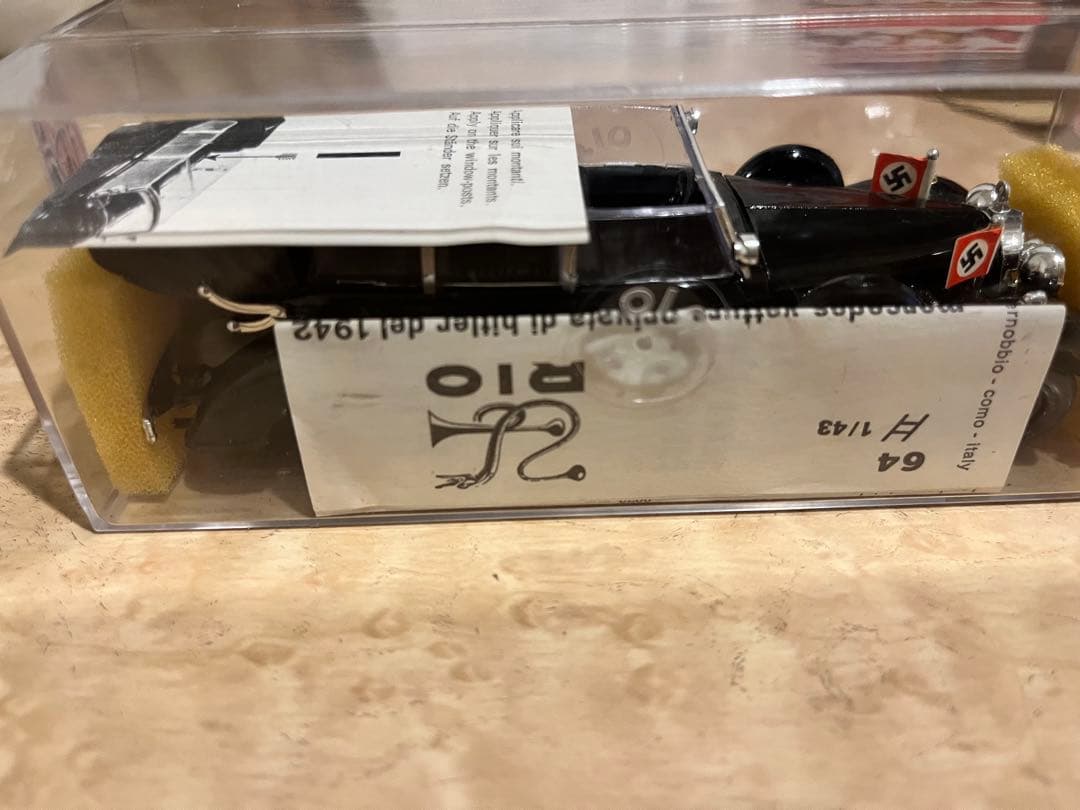 Applicare sui montanti.
Appliquer sur les montants.
Apply on the window-posts.
Auf die Ständer setzen.
mercedes vettura privata di hitler del 1942
RIO
64
1/43
rnobbio - como - italy